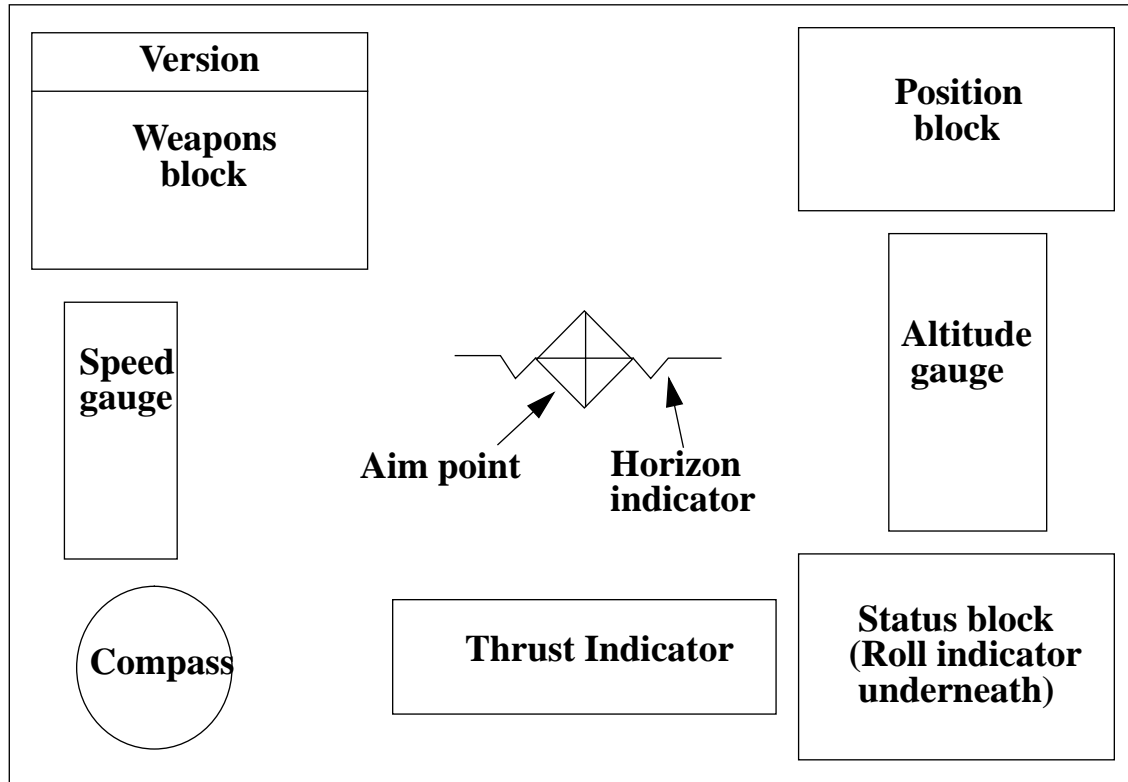 Version
Weapons
block
Position
block
Speed
gauge
Altitude
gauge
Aim point
Horizon
indicator
Compass
Thrust Indicator
Status block
(Roll indicator
underneath)